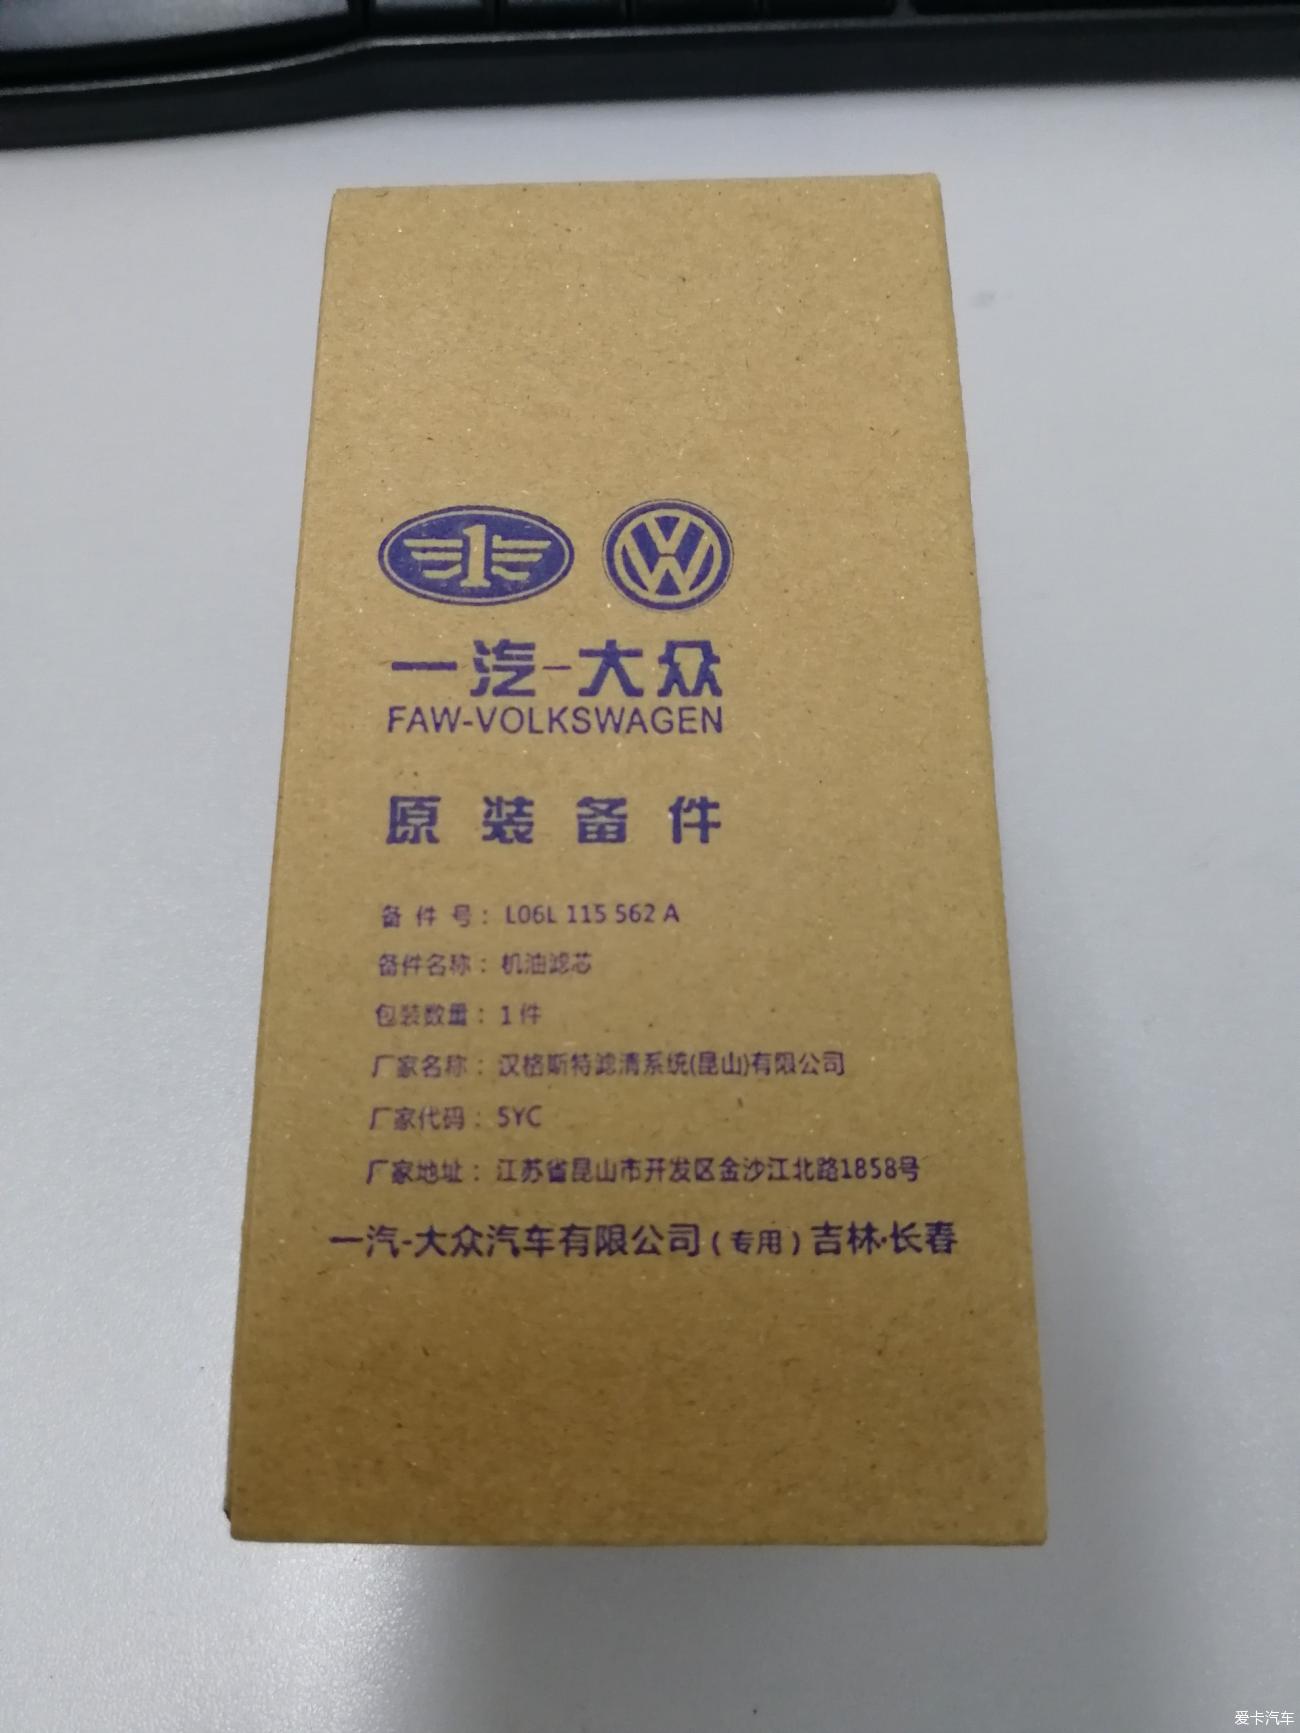 1
VW
一汽-大众
FAW-VOLKSWAGEN
原装备件
备件号：L06L 115 562 A
备件名称：机油滤芯
包装数量：1件
厂家名称：汉格斯特滤清系统(昆山)有限公司
厂家代码：5YC
厂家地址：江苏省昆山市开发区金沙江北路1858号
一汽-大众汽车有限公司（专用）吉林·长春
爱卡汽车